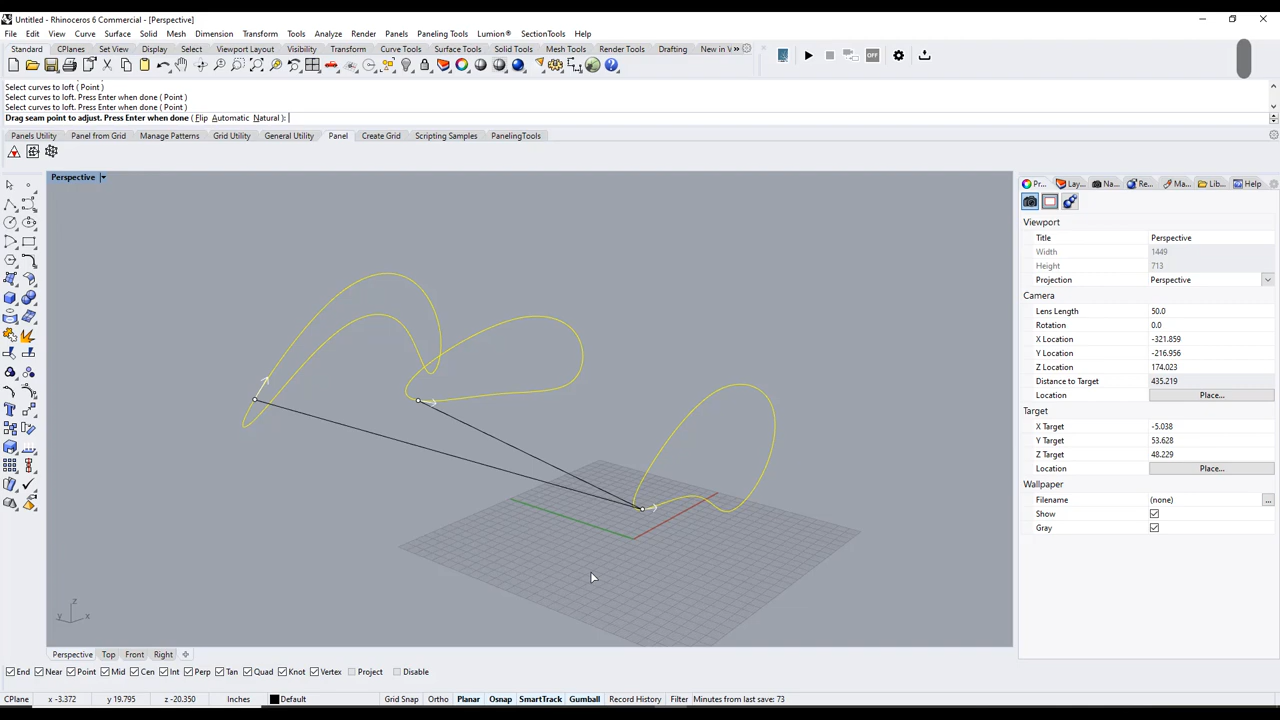 Untitled - Rhinoceros 6 Commercial - [Perspective]
File Edit View Curve Surface Solid Mesh Dimension Transform Tools Analyze Render Panels Paneling Tools Lumion® SectionTools Help
Standard CPlanes Set View Display Select Viewport Layout Visibility Transform Curve Tools Surface Tools Solid Tools Mesh Tools Render Tools Drafting New in V »
OFF
Select curves to loft ( Point )
Select curves to loft. Press Enter when done ( Point )
Select curves to loft. Press Enter when done ( Point )
Drag seam point to adjust. Press Enter when done ( Flip Automatic Natural ):
Panels Utility Panel from Grid Manage Patterns Grid Utility General Utility Panel Create Grid Scripting Samples PanelingTools
Perspective
Pr... Lay... Na... Re... Ma... Lib... Help
Viewport
Title Perspective
Width 1449
Height 713
Projection Perspective
Camera
Lens Length 50.0
Rotation 0.0
X Location -321.859
Y Location -216.956
Z Location 174.023
Distance to Target 435.219
Location Place...
Target
X Target -5.038
Y Target 53.628
Z Target 48.229
Location Place...
Wallpaper
Filename (none) ...
Show
Gray
z
y x
Perspective Top Front Right
End Near Point Mid Cen Int Perp Tan Quad Knot Vertex Project Disable
CPlane x -3.372 y 19.795 z -20.350 Inches Default Grid Snap Ortho Planar Osnap SmartTrack Gumball Record History Filter Minutes from last save: 73